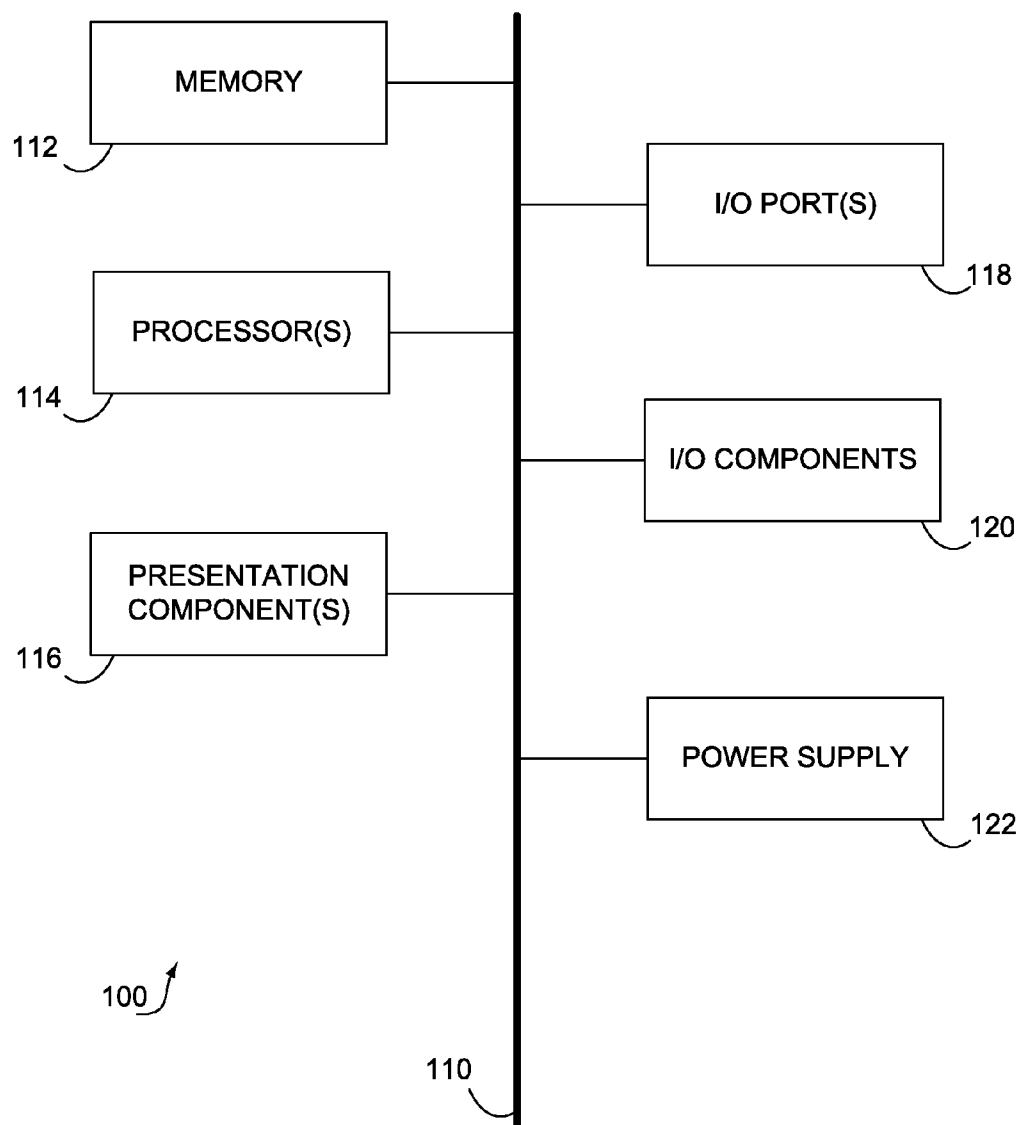 MEMORY
112
I/O PORT(S)
118
PROCESSOR(S)
114
I/O COMPONENTS
120
PRESENTATION
COMPONENT(S)
116
POWER SUPPLY
122
100
110